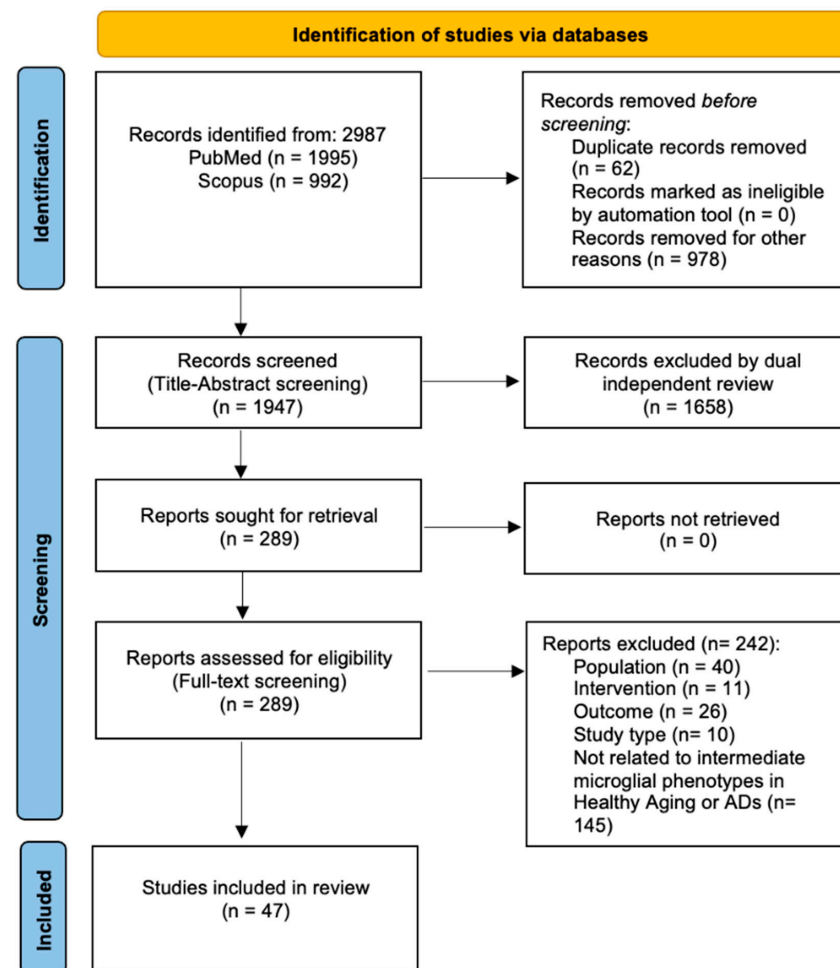 Identification of studies via databases
Identification
Records identified from: 2987
PubMed (n = 1995)
Scopus (n = 992)
Records removed before
screening:
Duplicate records removed
(n = 62)
Records marked as ineligible
by automation tool (n = 0)
Records removed for other
reasons (n = 978)
Screening
Records screened
(Title-Abstract screening)
(n = 1947)
Records excluded by dual
independent review
(n = 1658)
Reports sought for retrieval
(n = 289)
Reports not retrieved
(n = 0)
Reports assessed for eligibility
(Full-text screening)
(n = 289)
Reports excluded (n= 242):
Population (n = 40)
Intervention (n = 11)
Outcome (n = 26)
Study type (n= 10)
Not related to intermediate
microglial phenotypes in
Healthy Aging or ADs (n=
145)
Included
Studies included in review
(n = 47)